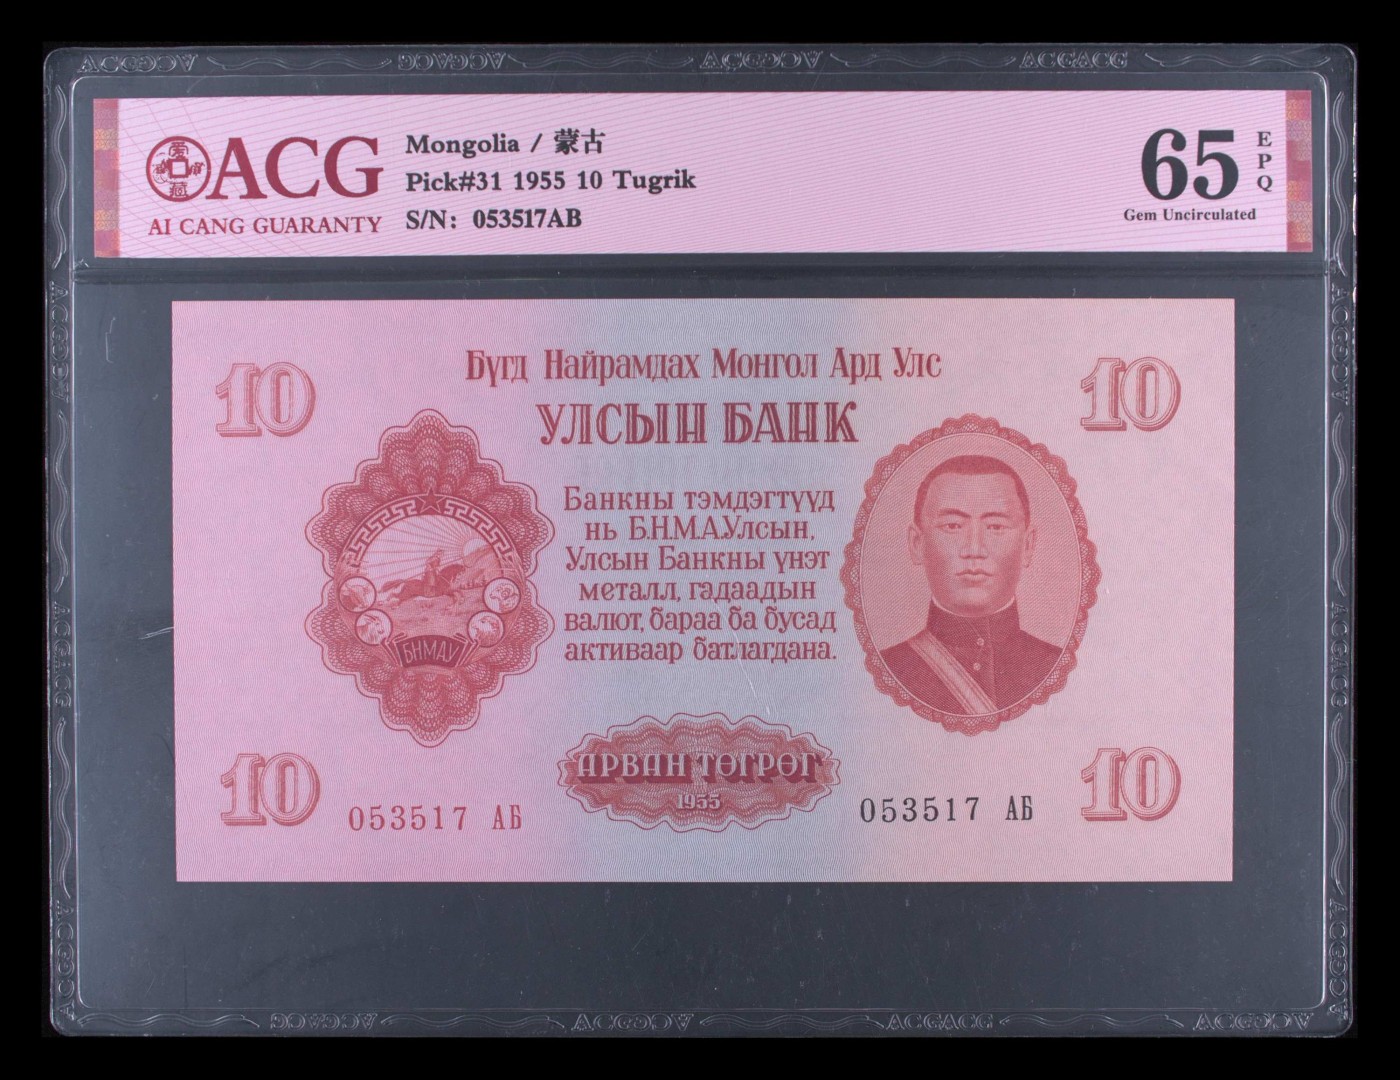 ACG
AI CANG GUARANTY
Mongolia / 蒙古
Pick#31 1955 10 Tugrik
S/N: 053517AB
65
EPQ
Gem Uncirculated
10
10
Бүгд Найрамдах Монгол Ард Улс
УЛСЫН БАНК
Банкны тэмдэгтүүд
нь Б.Н.М.А.Улсын,
Улсын Банкны үнэт
металл, гадаадын
валют, бараа ба бусад
активаар батлагдана.
БНМАУ
АРВАН ТӨГРӨГ
1955
10
053517 АБ
053517 АБ
10